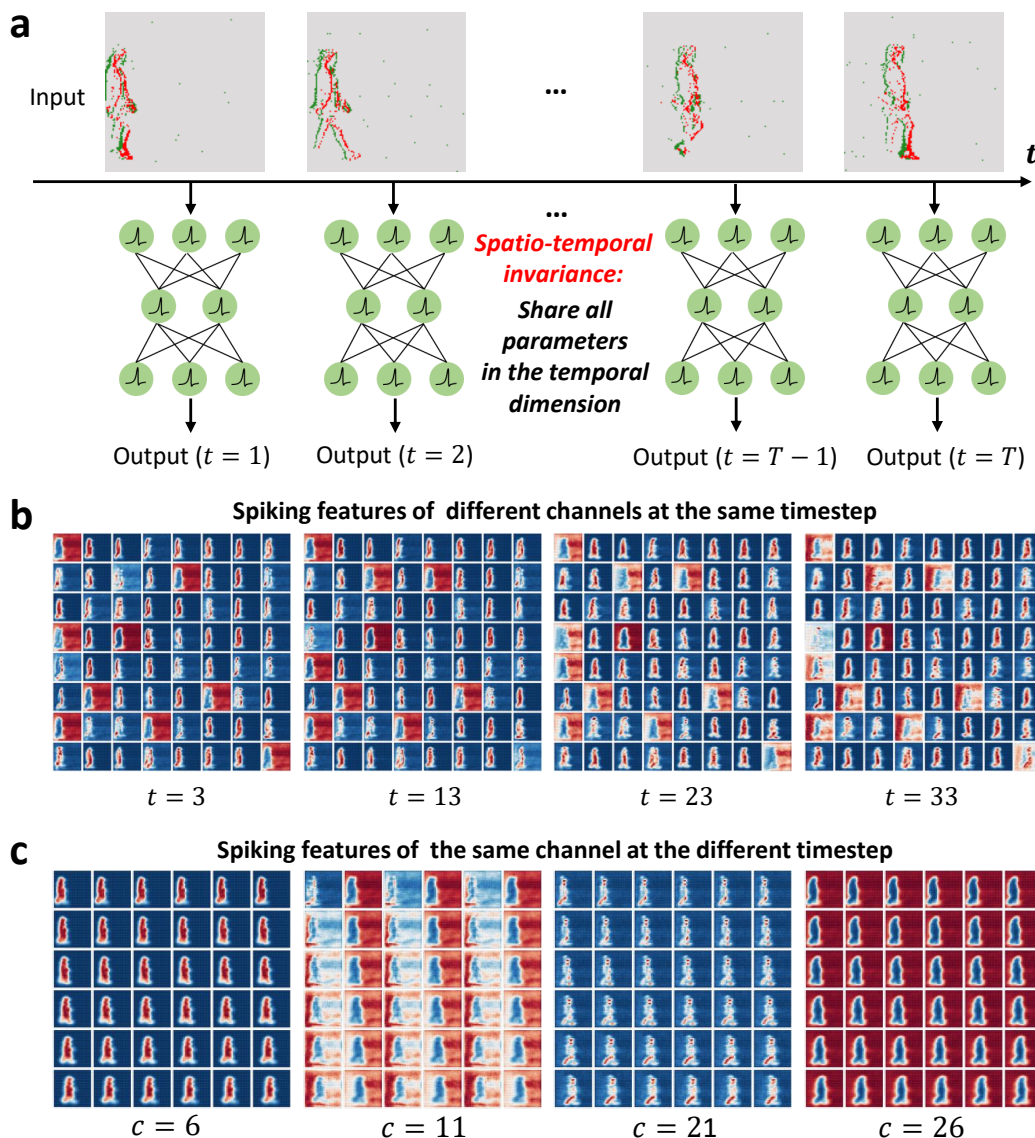 a
Input
...
t
...
Spatio-temporal
invariance:
Share all
parameters
in the temporal
dimension
Output (t = 1)
Output (t = 2)
Output (t = T − 1)
Output (t = T)
b
Spiking features of different channels at the same timestep
t = 3
t = 13
t = 23
t = 33
c
Spiking features of the same channel at the different timestep
c = 6
c = 11
c = 21
c = 26